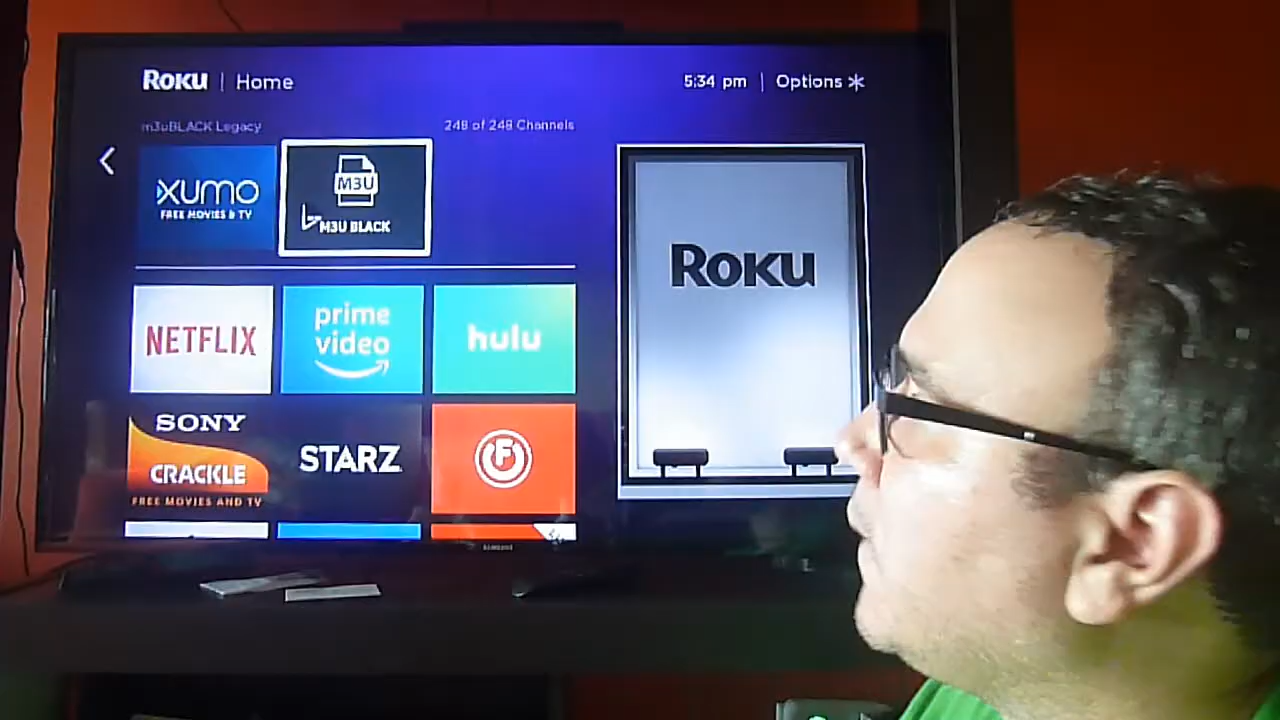 ROKU | Home
5:34 pm | Options
m3uBLACK Legacy
248 of 248 Channels
XUMO
FREE MOVIES & TV
M3U
M3U BLACK
ROKU
NETFLIX
prime video
hulu
SONY
CRACKLE
FREE MOVIES AND TV
STARZ
F
SAMSUNG